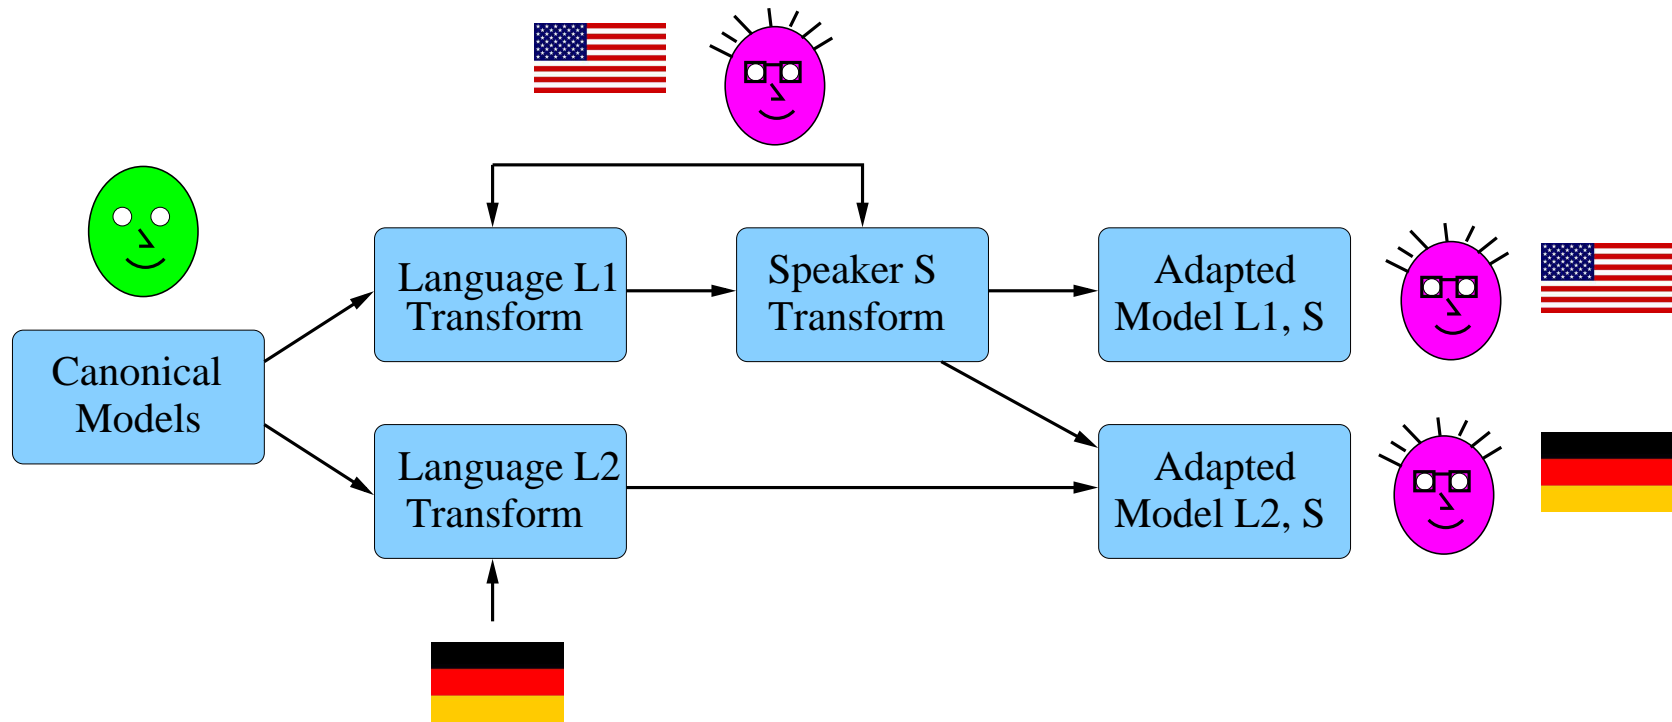 Canonical
Models
Language L1
Transform
Speaker S
Transform
Adapted
Model L1, S
Language L2
Transform
Adapted
Model L2, S